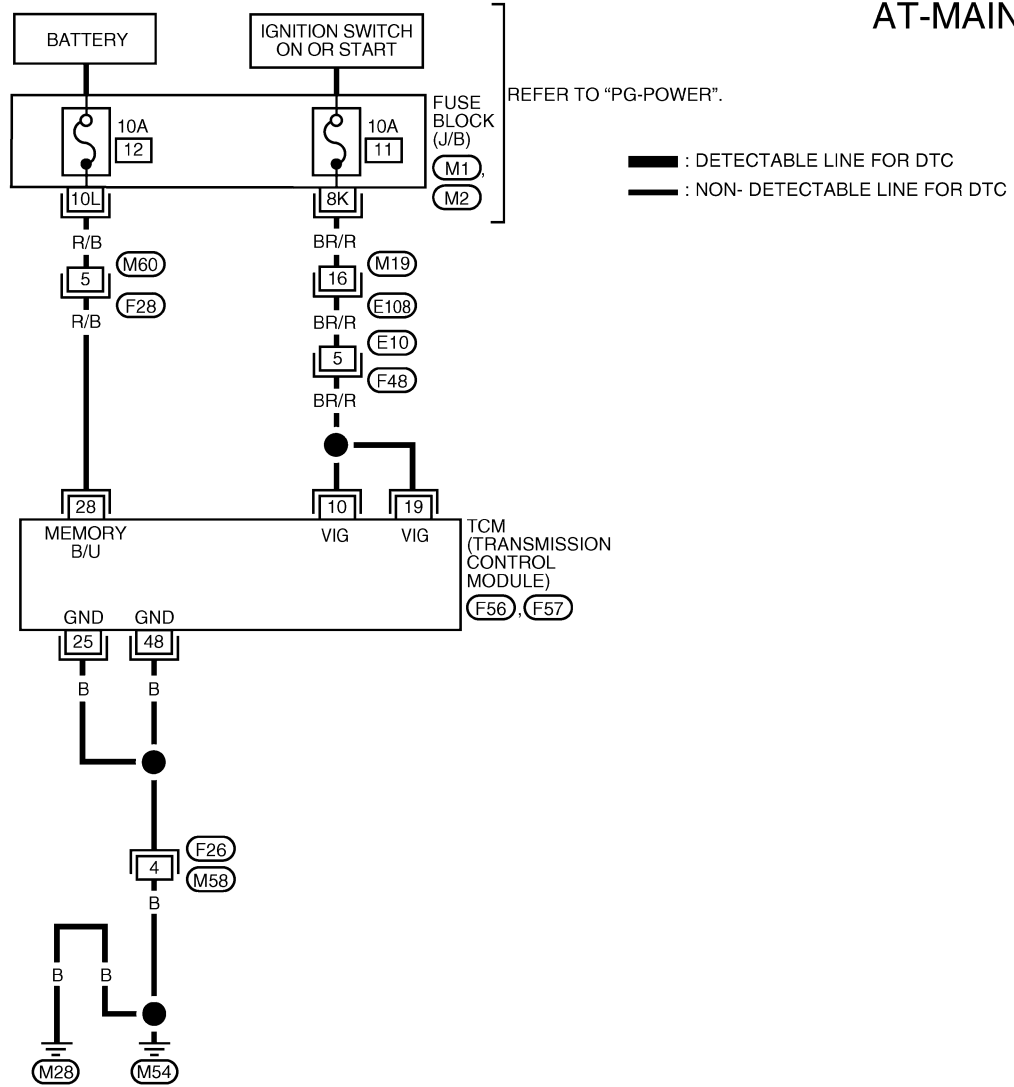 AT-MAIN
BATTERY
IGNITION SWITCH
ON OR START
REFER TO “PG-POWER”.
FUSE
BLOCK
(J/B)
M1,
M2
10A
12
10A
11
: DETECTABLE LINE FOR DTC
: NON- DETECTABLE LINE FOR DTC
10L
8K
R/B
BR/R
5
M60
F28
16
M19
E108
R/B
BR/R
5
E10
F48
BR/R
28
10
19
MEMORY
B/U
VIG
VIG
TCM
(TRANSMISSION
CONTROL
MODULE)
F56, F57
GND
GND
25
48
B
B
4
F26
M58
B
B
B
M28
M54